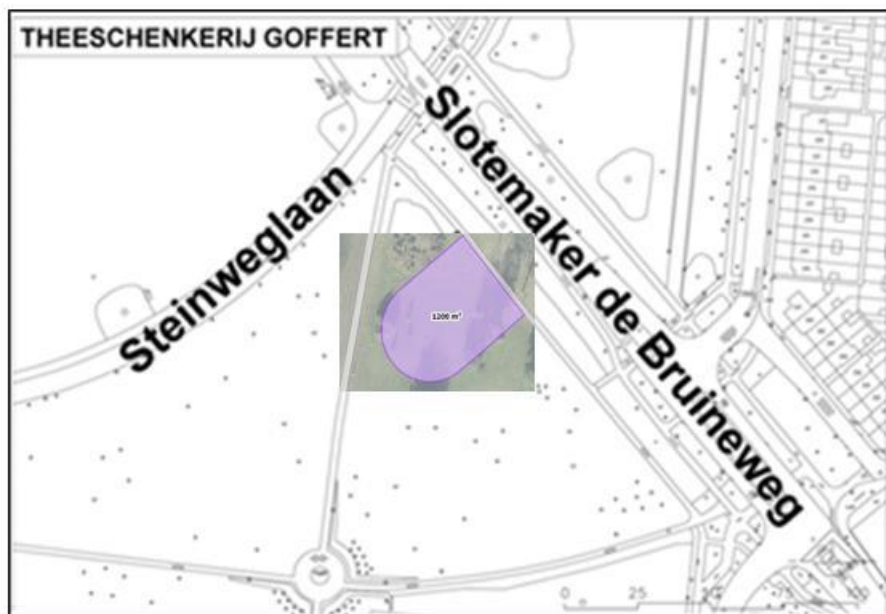 THEESCHENKERIJ GOFFERT
Slotemaker de Bruineweg
Steinweglaan
1200 m²
0 25